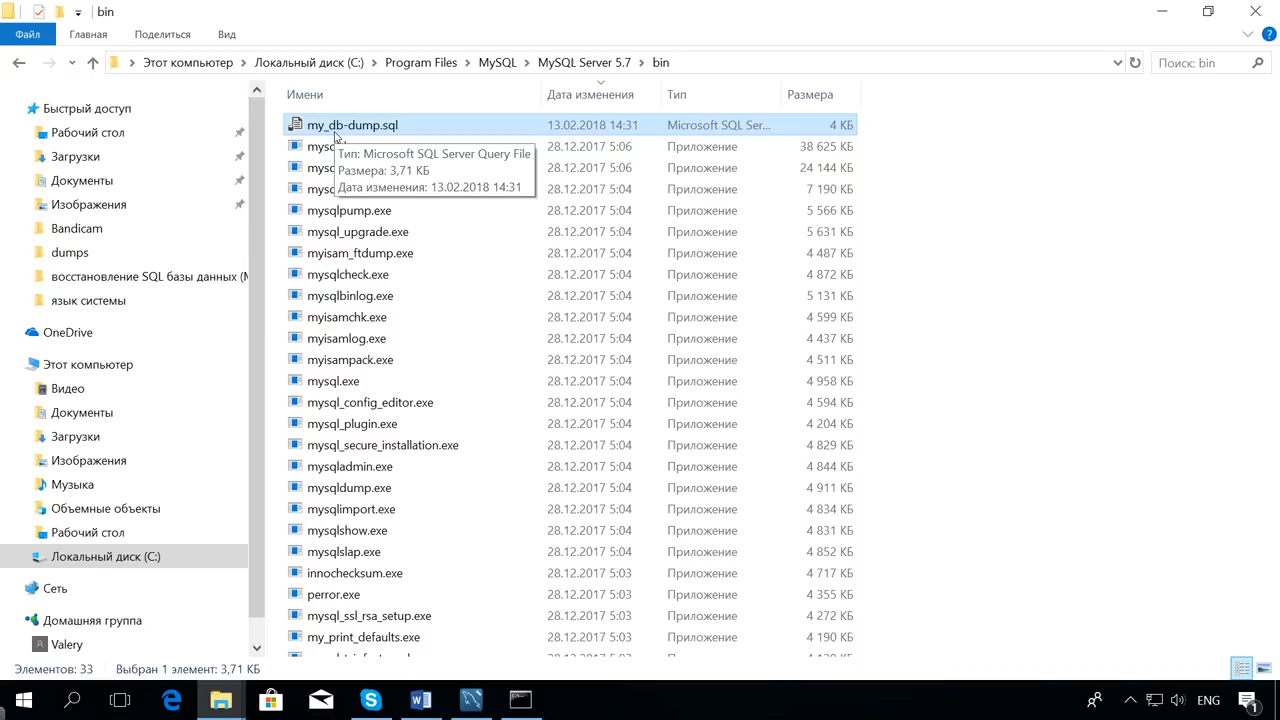 bin
Файл Главная Поделиться Вид
Этот компьютер Локальный диск (C:) Program Files MySQL MySQL Server 5.7 bin Поиск: bin
Имени Дата изменения Тип Размера
Быстрый доступ
Рабочий стол
Загрузки
Документы
Изображения
Bandicam
dumps
восстановление SQL базы данных (
язык системы
OneDrive
Этот компьютер
Видео
Документы
Загрузки
Изображения
Музыка
Объемные объекты
Рабочий стол
Локальный диск (C:)
Сеть
Домашняя группа
Valery
my_db-dump.sql 13.02.2018 14:31 Microsoft SQL Ser... 4 КБ
28.12.2017 5:06 Приложение 38 625 КБ
28.12.2017 5:06 Приложение 24 144 КБ
28.12.2017 5:04 Приложение 7 190 КБ
Тип: Microsoft SQL Server Query File
Размера: 3,71 КБ
Дата изменения: 13.02.2018 14:31
mysqlpump.exe 28.12.2017 5:04 Приложение 5 566 КБ
mysql_upgrade.exe 28.12.2017 5:04 Приложение 5 631 КБ
myisam_ftdump.exe 28.12.2017 5:04 Приложение 4 487 КБ
mysqlcheck.exe 28.12.2017 5:04 Приложение 4 872 КБ
mysqlbinlog.exe 28.12.2017 5:04 Приложение 5 131 КБ
myisamchk.exe 28.12.2017 5:04 Приложение 4 599 КБ
myisamlog.exe 28.12.2017 5:04 Приложение 4 437 КБ
myisampack.exe 28.12.2017 5:04 Приложение 4 511 КБ
mysql.exe 28.12.2017 5:04 Приложение 4 958 КБ
mysql_config_editor.exe 28.12.2017 5:04 Приложение 4 594 КБ
mysql_plugin.exe 28.12.2017 5:04 Приложение 4 204 КБ
mysql_secure_installation.exe 28.12.2017 5:04 Приложение 4 829 КБ
mysqladmin.exe 28.12.2017 5:04 Приложение 4 844 КБ
mysqldump.exe 28.12.2017 5:04 Приложение 4 911 КБ
mysqlimport.exe 28.12.2017 5:04 Приложение 4 834 КБ
mysqlshow.exe 28.12.2017 5:04 Приложение 4 831 КБ
mysqlslap.exe 28.12.2017 5:04 Приложение 4 852 КБ
innochecksum.exe 28.12.2017 5:03 Приложение 4 717 КБ
perror.exe 28.12.2017 5:03 Приложение 4 355 КБ
mysql_ssl_rsa_setup.exe 28.12.2017 5:03 Приложение 4 272 КБ
my_print_defaults.exe 28.12.2017 5:03 Приложение 4 190 КБ
Элементов: 33 Выбран 1 элемент: 3,71 КБ
ENG 1